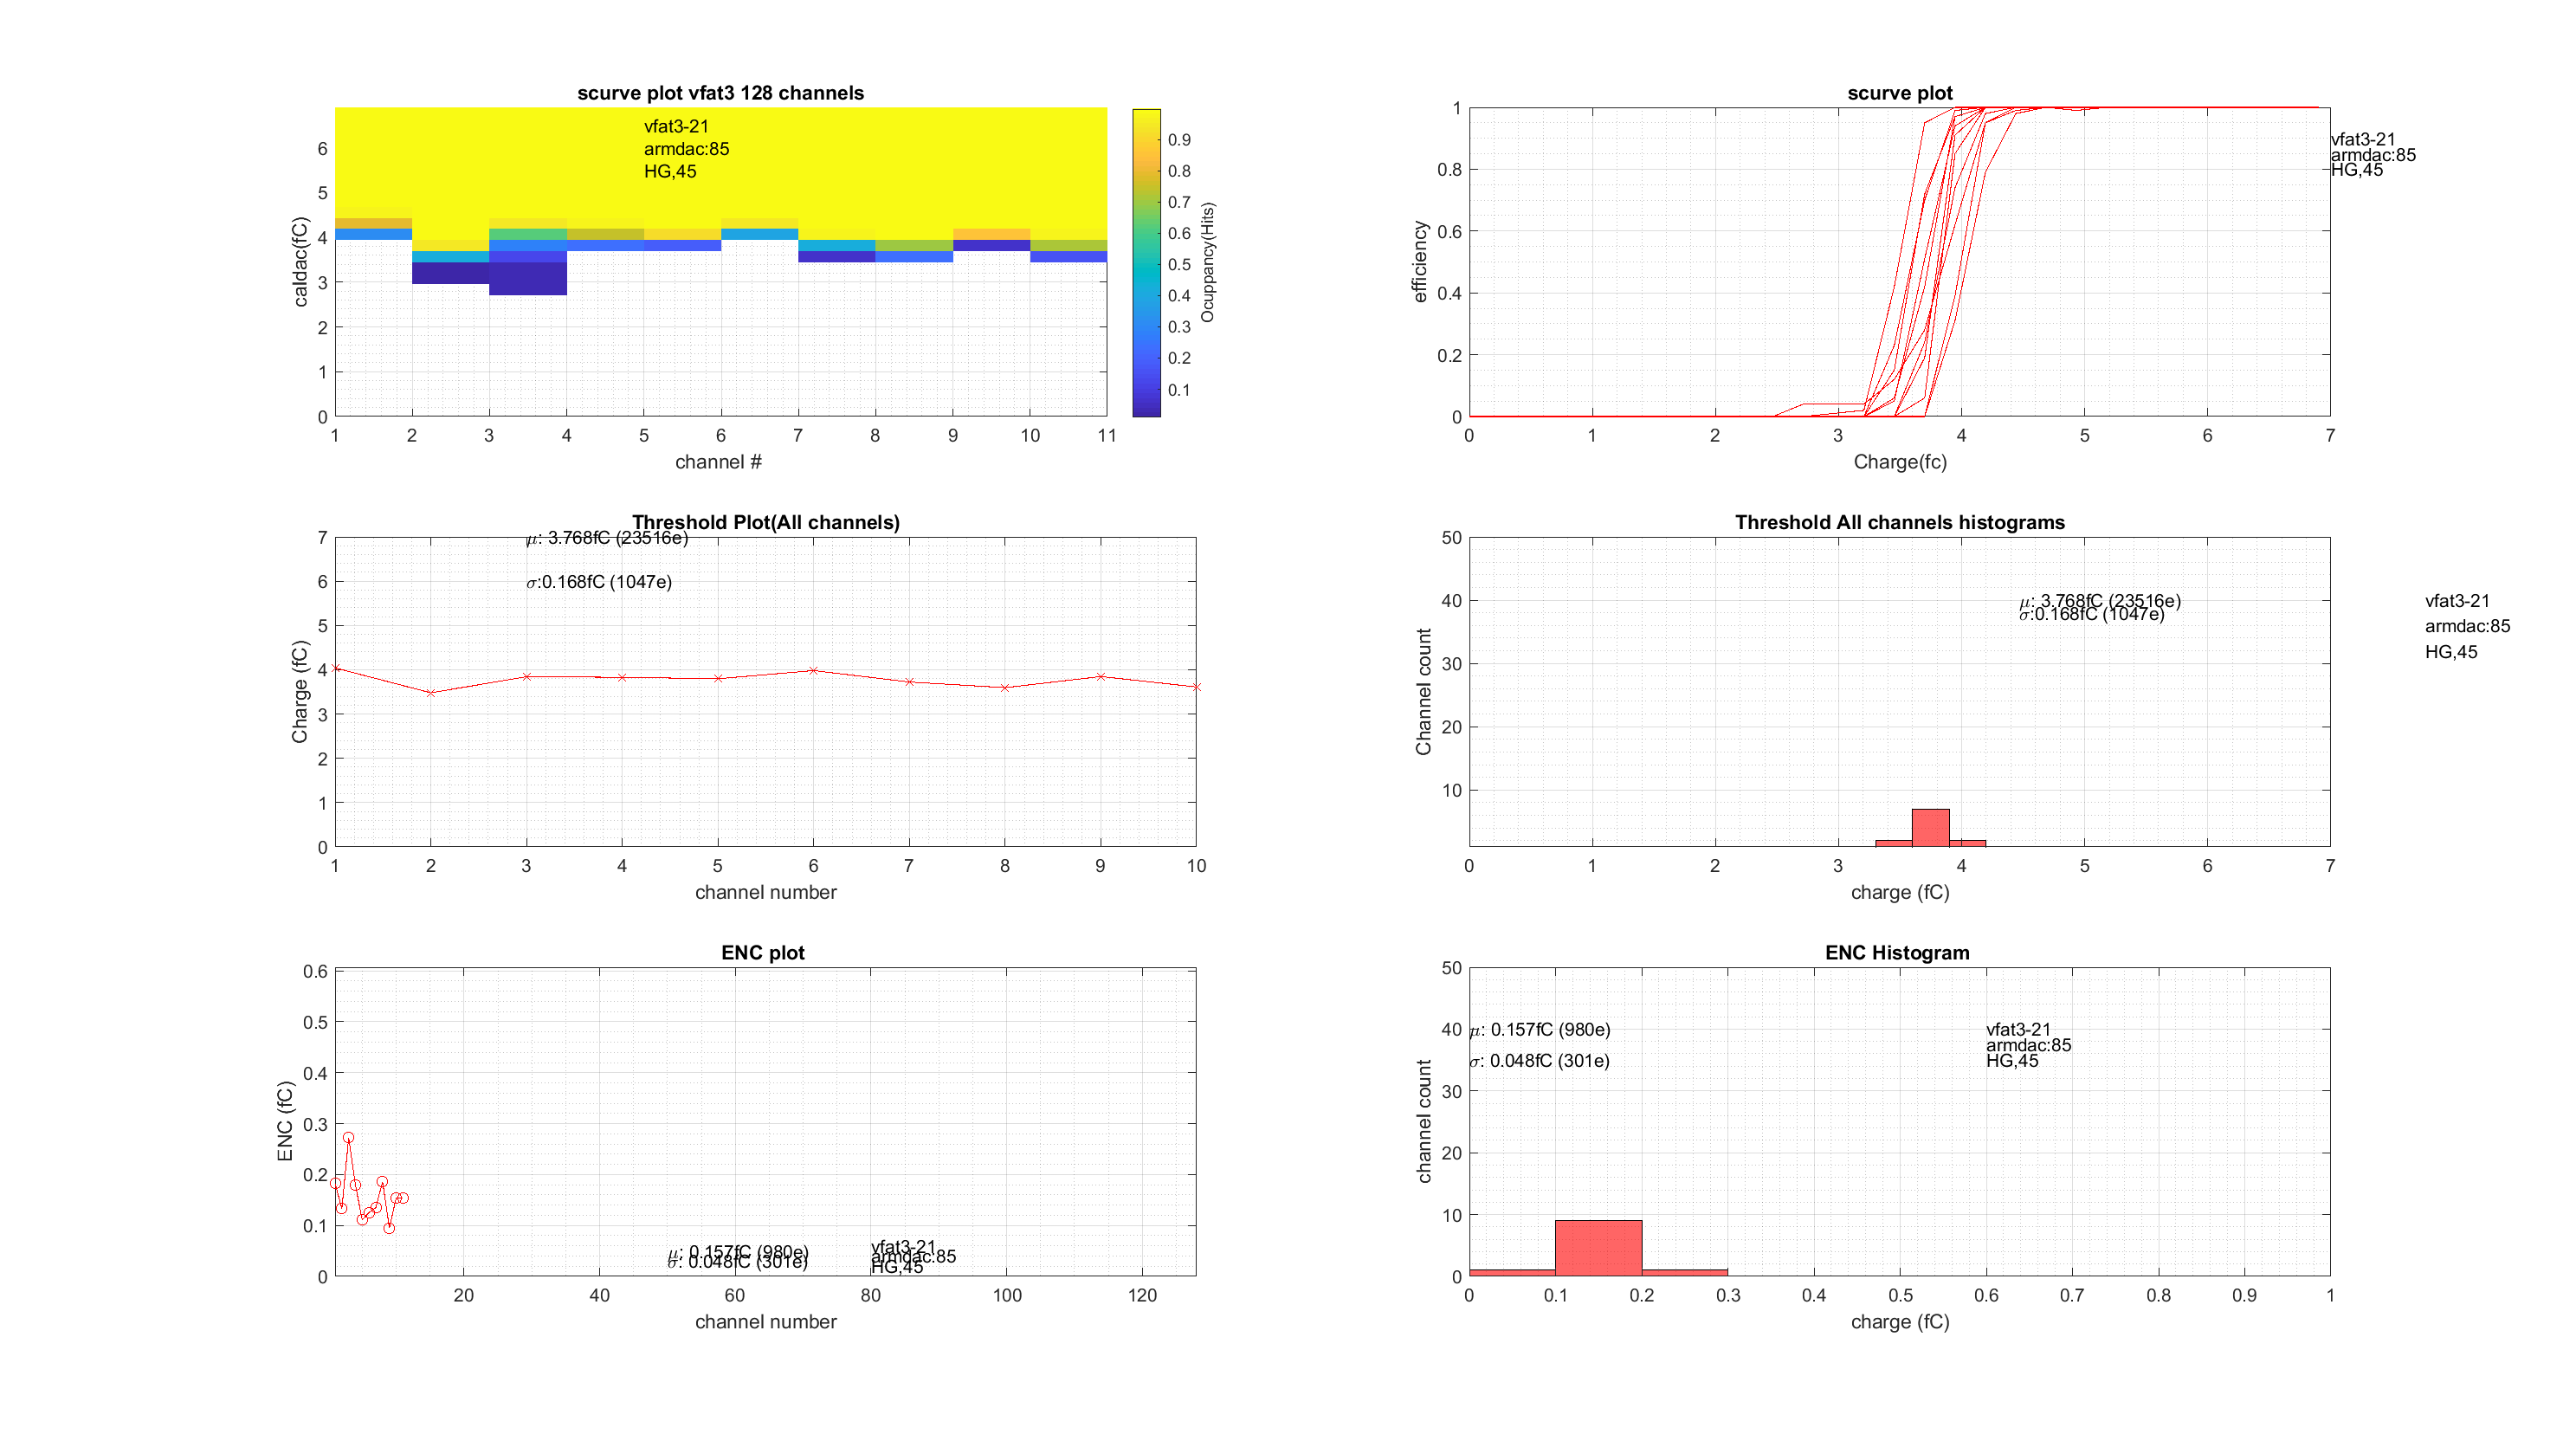 scurve plot vfat3 128 channels
vfat3-21
armdac:85
HG,45
caldac(fC)
6
5
4
3
2
1
0
1 2 3 4 5 6 7 8 9 10 11
channel #
0.9
0.8
0.7
0.6
0.5
0.4
0.3
0.2
0.1
Ocuppancy(Hits)
scurve plot
vfat3-21
armdac:85
HG,45
efficiency
1
0.8
0.6
0.4
0.2
0
0 1 2 3 4 5 6 7
Charge(fc)
Threshold Plot(All channels)
μ: 3.768fC (23516e)
σ:0.168fC (1047e)
Charge (fC)
7
6
5
4
3
2
1
0
1 2 3 4 5 6 7 8 9 10
channel number
Threshold All channels histograms
μ: 3.768fC (23516e)
σ:0.168fC (1047e)
vfat3-21
armdac:85
HG,45
Channel count
50
40
30
20
10
0 1 2 3 4 5 6 7
charge (fC)
ENC plot
ENC (fC)
0.6
0.5
0.4
0.3
0.2
0.1
0
μ: 0.157fC (980e)
σ: 0.048fC (301e)
vfat3-21
armdac:85
HG,45
20 40 60 80 100 120
channel number
ENC Histogram
μ: 0.157fC (980e)
σ: 0.048fC (301e)
vfat3-21
armdac:85
HG,45
channel count
50
40
30
20
10
0
0 0.1 0.2 0.3 0.4 0.5 0.6 0.7 0.8 0.9 1
charge (fC)